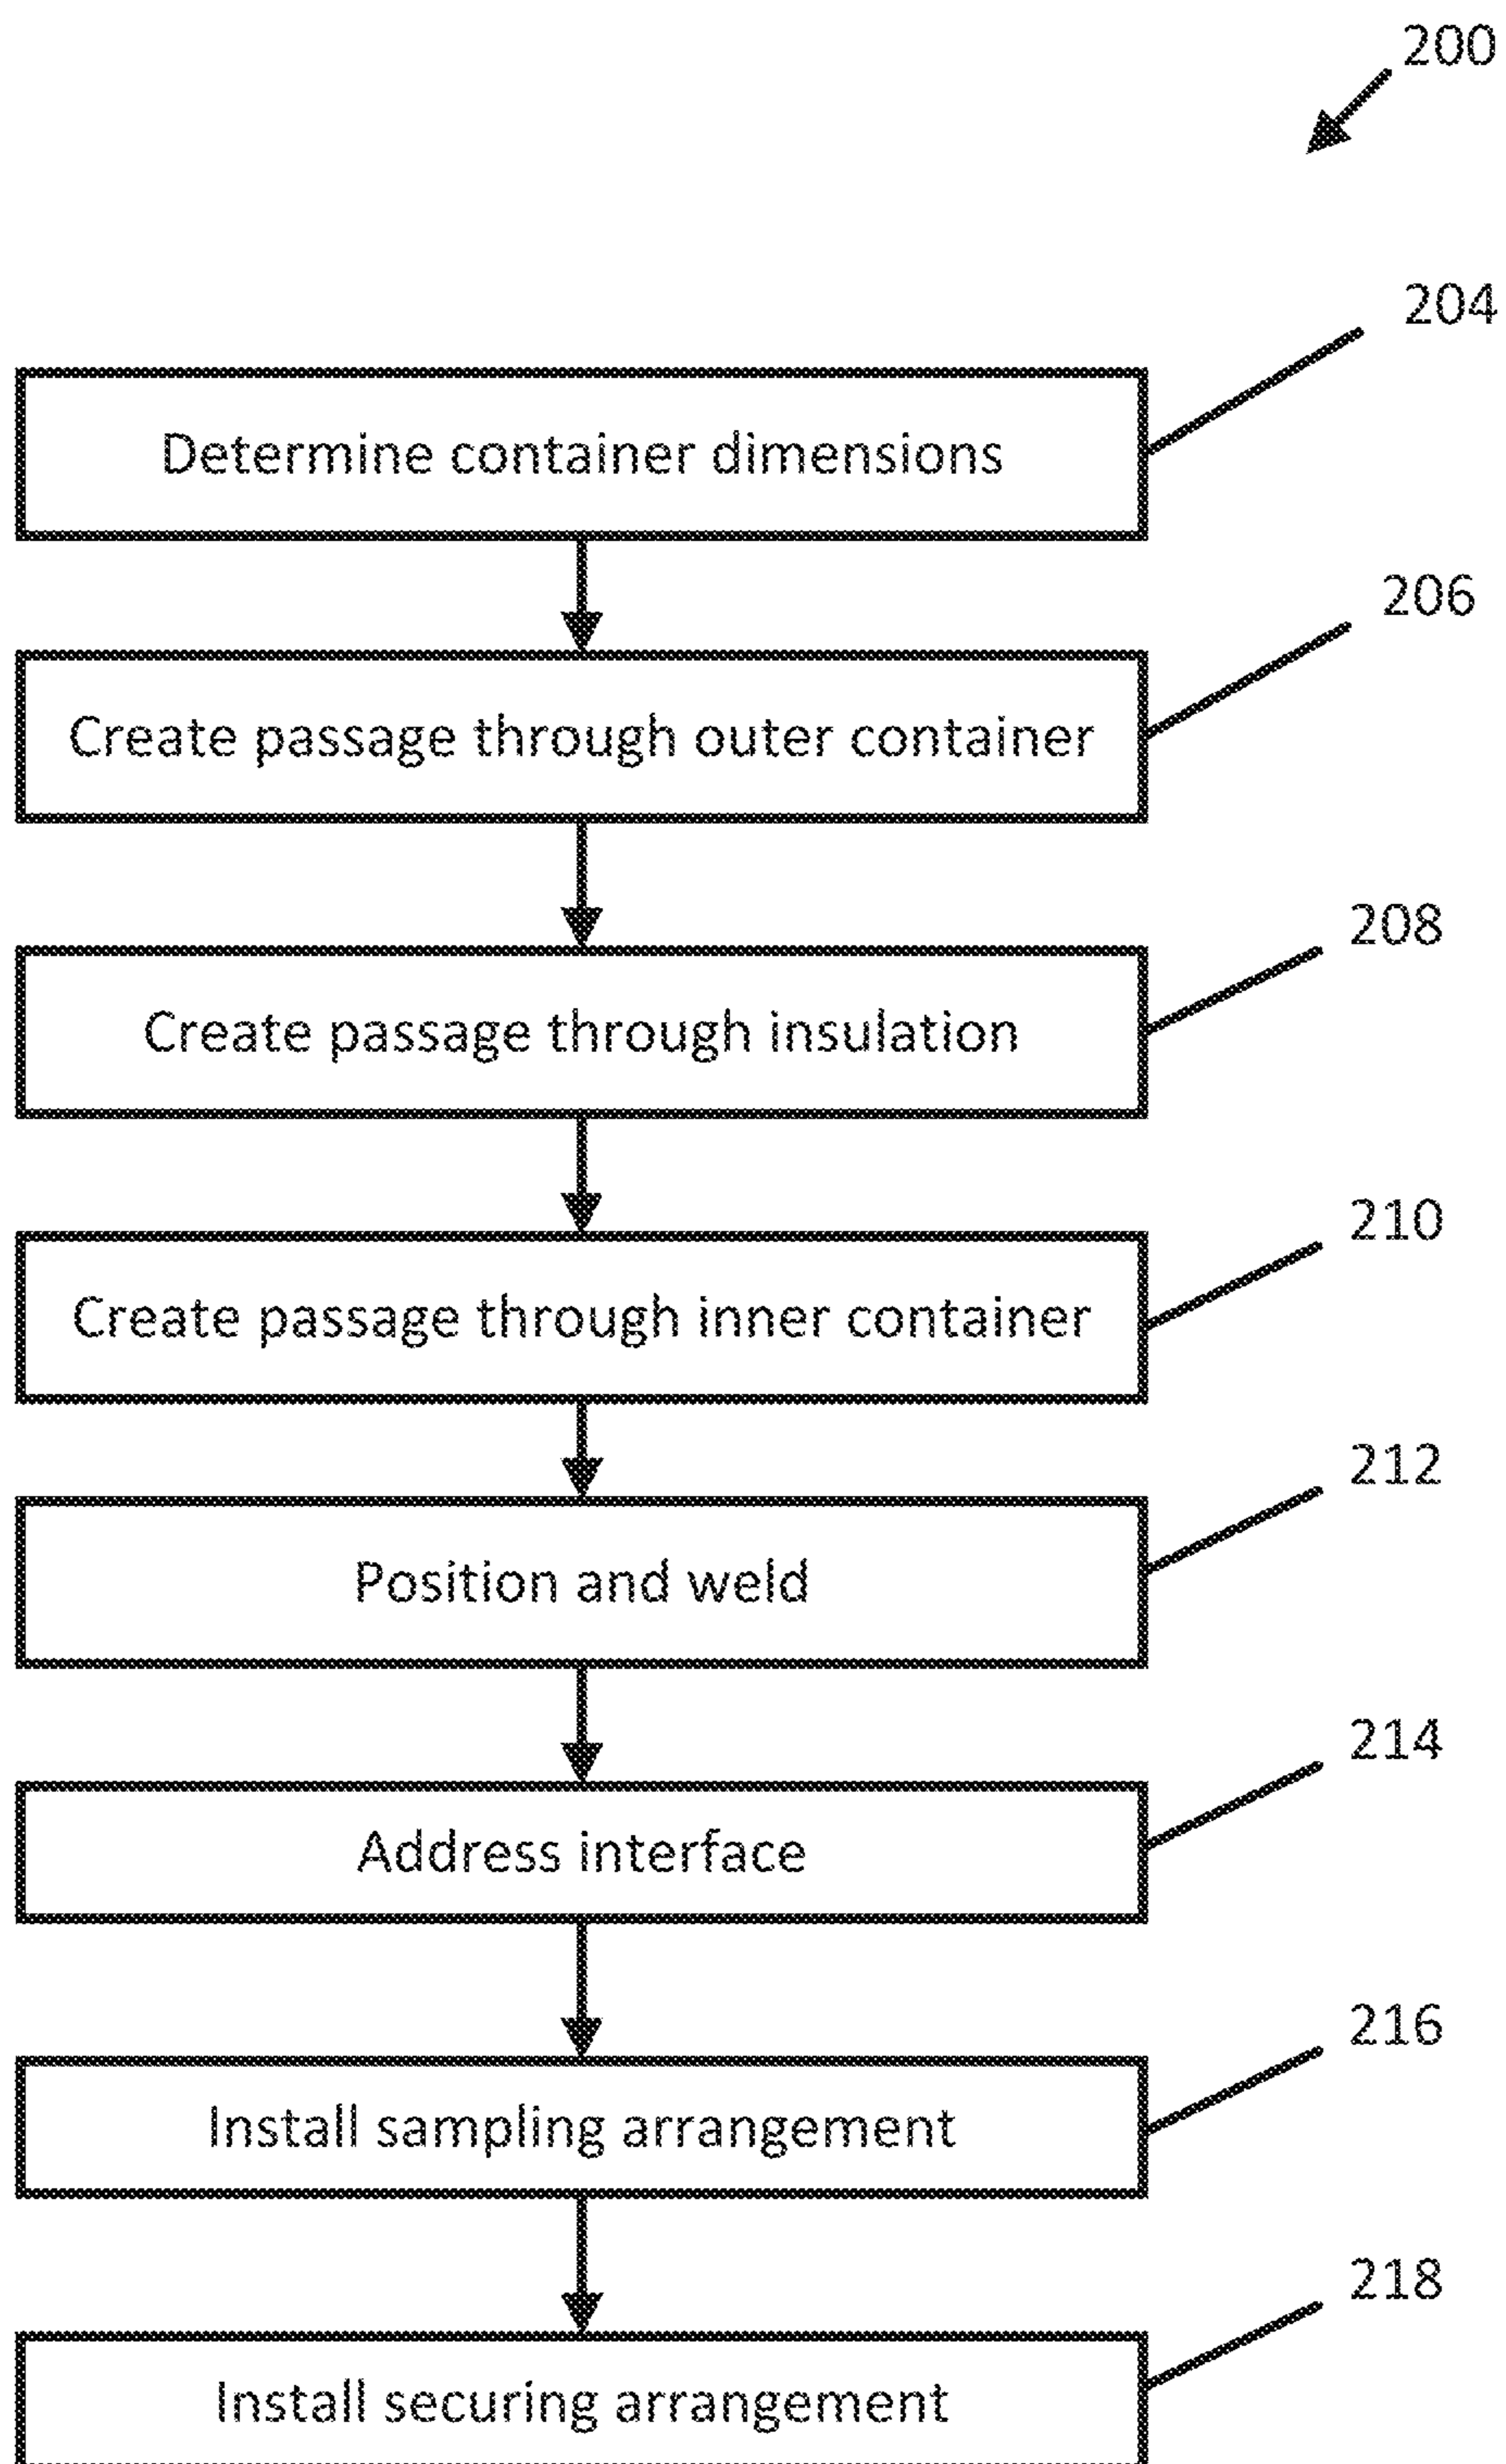 200
204
Determine container dimensions
206
Create passage through outer container
208
Create passage through insulation
210
Create passage through inner container
212
Position and weld
214
Address interface
216
Install sampling arrangement
218
Install securing arrangement